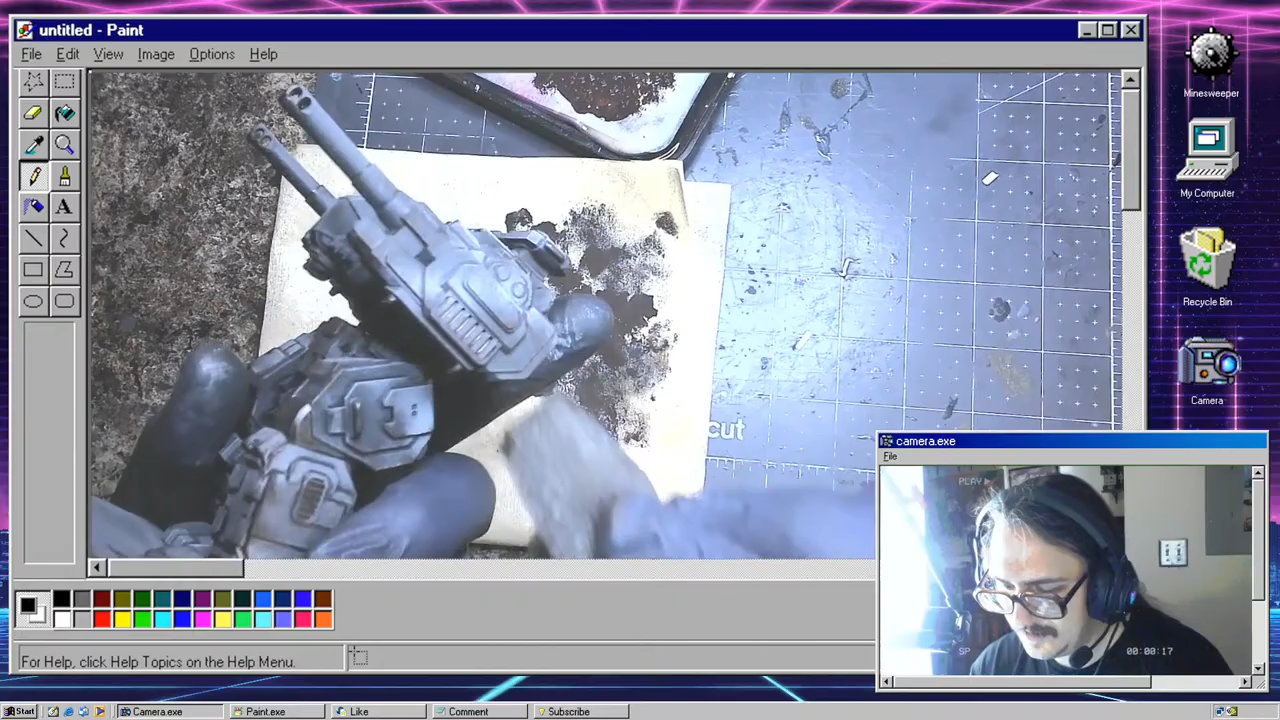 untitled - Paint
File Edit View Image Options Help
Minesweeper
My Computer
Recycle Bin
Camera
cut
camera.exe
File
PLAY
SP
00:00:17
For Help, click Help Topics on the Help Menu.
Start Camera.exe Paint.exe Like Comment Subscribe